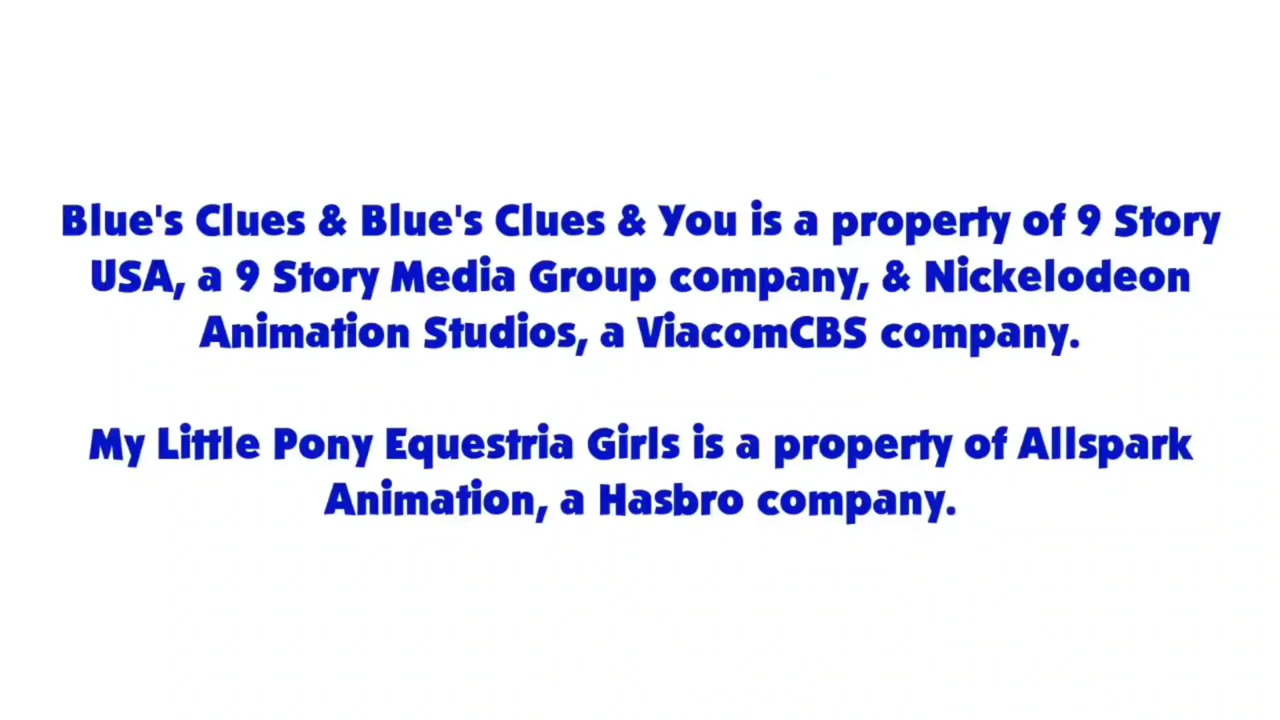 Blue's Clues & Blue's Clues & You is a property of 9 Story
USA, a 9 Story Media Group company, & Nickelodeon
Animation Studios, a ViacomCBS company.
My Little Pony Equestria Girls is a property of Allspark
Animation, a Hasbro company.